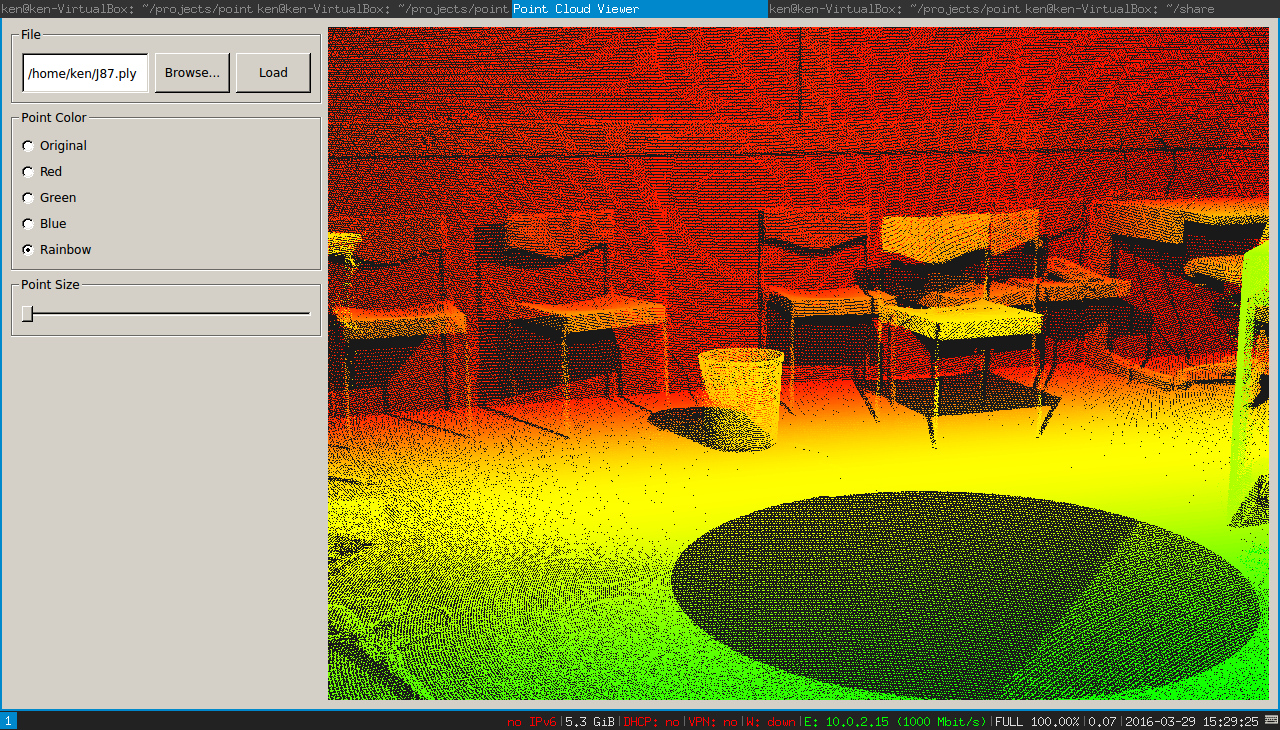 ken@ken-VirtualBox: ~/projects/point ken@ken-VirtualBox: ~/projects/point Point Cloud Viewer ken@ken-VirtualBox: ~/projects/point ken@ken-VirtualBox: ~/share
File
/home/ken/J87.ply Browse... Load
Point Color
Original
Red
Green
Blue
Rainbow
Point Size
1 no IPv6|5.3 GiB|DHCP: no|VPN: no|W: down|E: 10.0.2.15 (1000 Mbit/s)|FULL 100.00%|0.07|2016-03-29 15:29:25